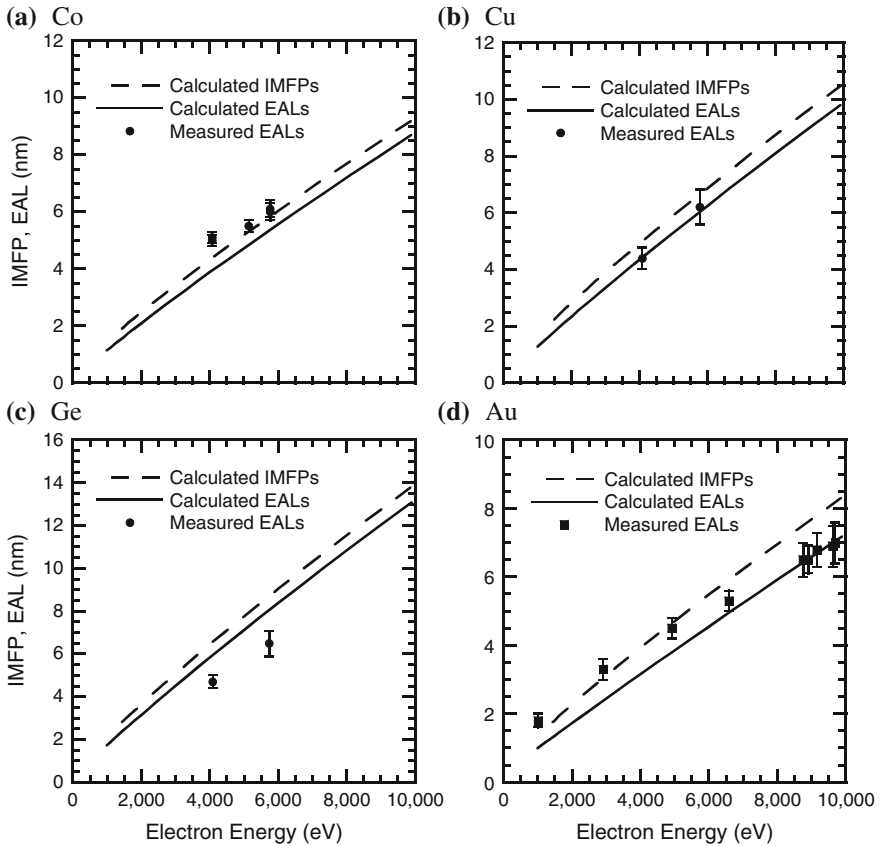 (a) Co
12
10
8
6
4
2
0
IMFP, EAL (nm)
Calculated IMFPs
Calculated EALs
Measured EALs
(b) Cu
12
10
8
6
4
2
0
Calculated IMFPs
Calculated EALs
Measured EALs
(c) Ge
16
14
12
10
8
6
4
2
0
IMFP, EAL (nm)
Calculated IMFPs
Calculated EALs
Measured EALs
0 2,000 4,000 6,000 8,000 10,000
Electron Energy (eV)
(d) Au
10
8
6
4
2
0
Calculated IMFPs
Calculated EALs
Measured EALs
0 2,000 4,000 6,000 8,000 10,000
Electron Energy (eV)